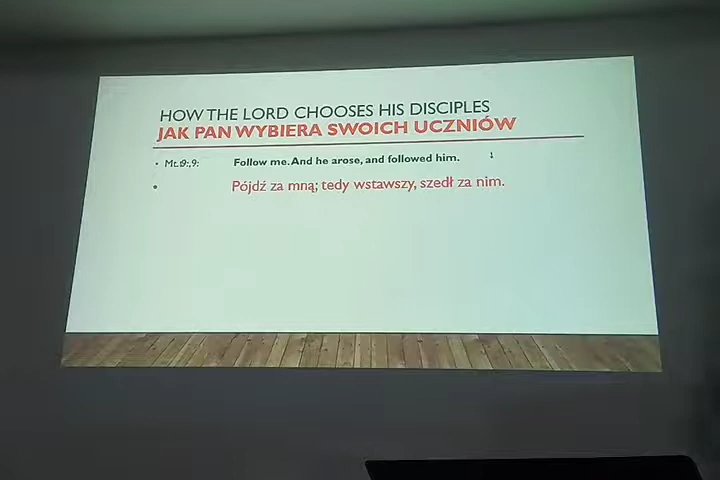 HOW THE LORD CHOOSES HIS DISCIPLES
JAK PAN WYBIERA SWOICH UCZNIÓW
• Mt.9:,9: Follow me. And he arose, and followed him.
• Pójdź za mną; tedy wstawszy, szedł za nim.